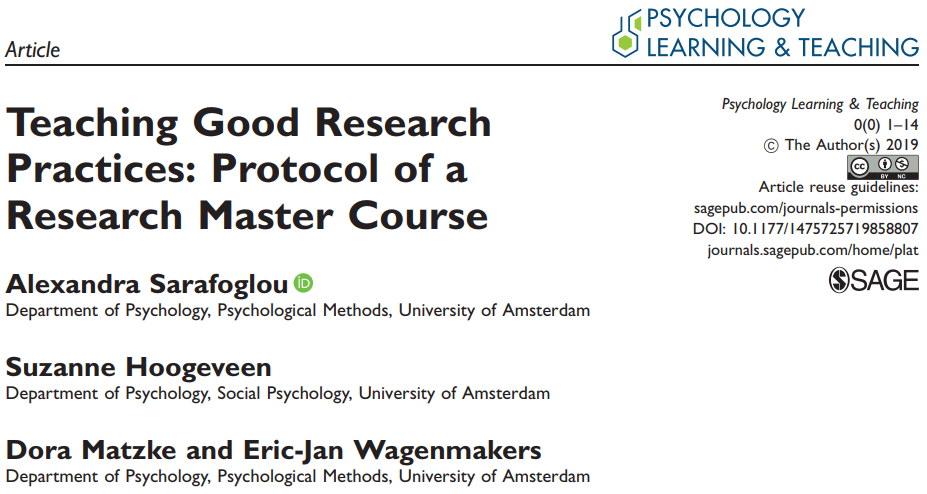 Article
PSYCHOLOGY
LEARNING & TEACHING
Teaching Good Research
Practices: Protocol of a
Research Master Course
Psychology Learning & Teaching
0(0) 1–14
© The Author(s) 2019
cc BY NC
Article reuse guidelines:
sagepub.com/journals-permissions
DOI: 10.1177/1475725719858807
journals.sagepub.com/home/plat
SAGE
Alexandra Sarafoglou iD
Department of Psychology, Psychological Methods, University of Amsterdam
Suzanne Hoogeveen
Department of Psychology, Social Psychology, University of Amsterdam
Dora Matzke and Eric-Jan Wagenmakers
Department of Psychology, Psychological Methods, University of Amsterdam